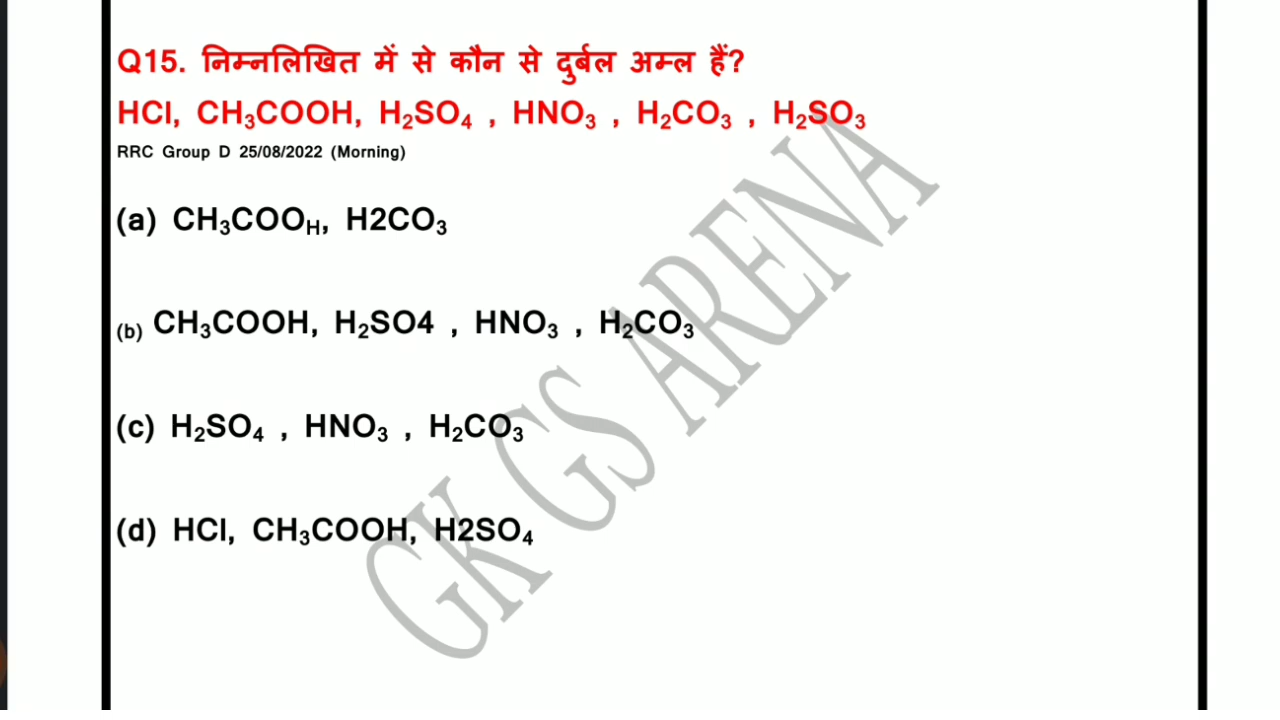 Q15. निम्नलिखित में से कौन से दुर्बल अम्ल हैं?
HCl, CH₃COOH, H₂SO₄ , HNO₃ , H₂CO₃ , H₂SO₃
RRC Group D 25/08/2022 (Morning)
(a) CH₃COOH, H2CO₃
(b) CH₃COOH, H₂SO4 , HNO₃ , H₂CO₃
(c) H₂SO₄ , HNO₃ , H₂CO₃
(d) HCl, CH₃COOH, H2SO₄
GK GS ARENA